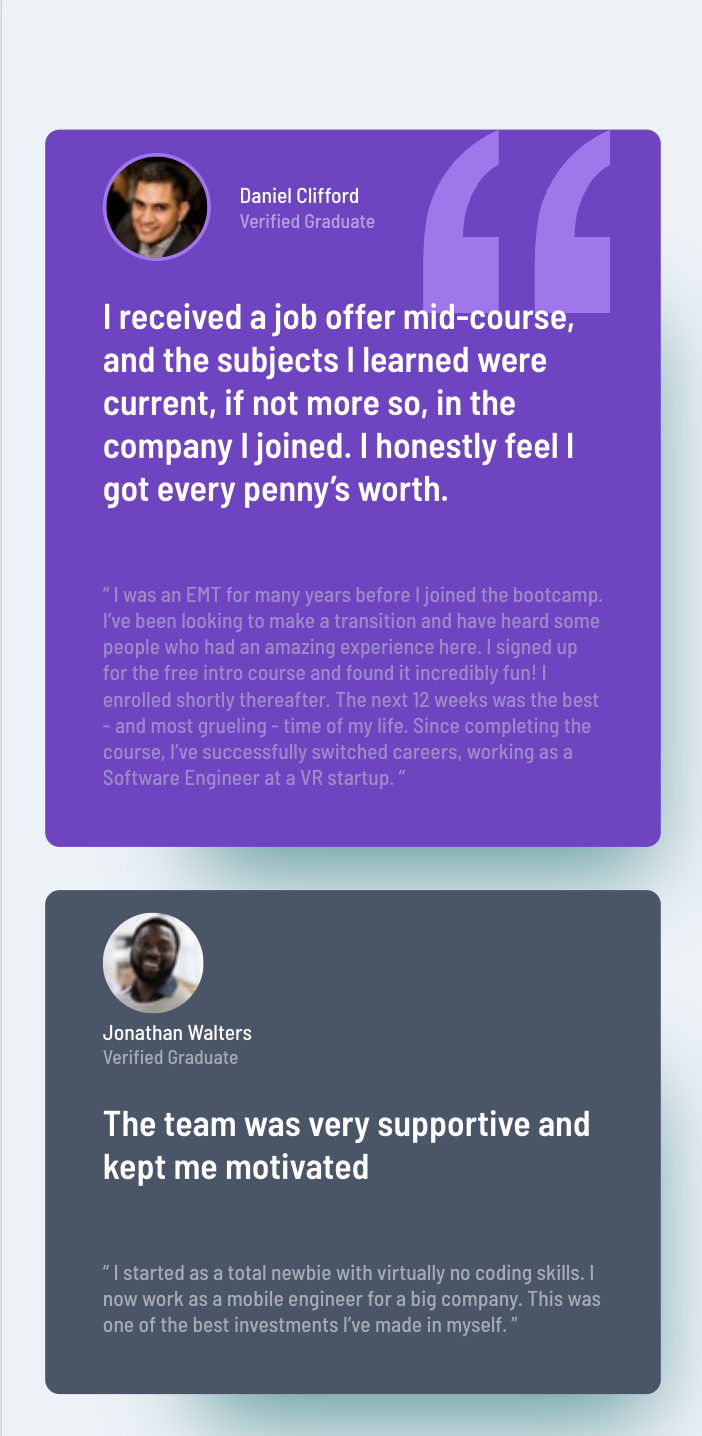 Daniel Clifford
Verified Graduate
I received a job offer mid-course,
and the subjects I learned were
current, if not more so, in the
company I joined. I honestly feel I
got every penny’s worth.
“ I was an EMT for many years before I joined the bootcamp.
I’ve been looking to make a transition and have heard some
people who had an amazing experience here. I signed up
for the free intro course and found it incredibly fun! I
enrolled shortly thereafter. The next 12 weeks was the best
- and most grueling - time of my life. Since completing the
course, I’ve successfully switched careers, working as a
Software Engineer at a VR startup. ”
Jonathan Walters
Verified Graduate
The team was very supportive and
kept me motivated
“ I started as a total newbie with virtually no coding skills. I
now work as a mobile engineer for a big company. This was
one of the best investments I’ve made in myself. ”